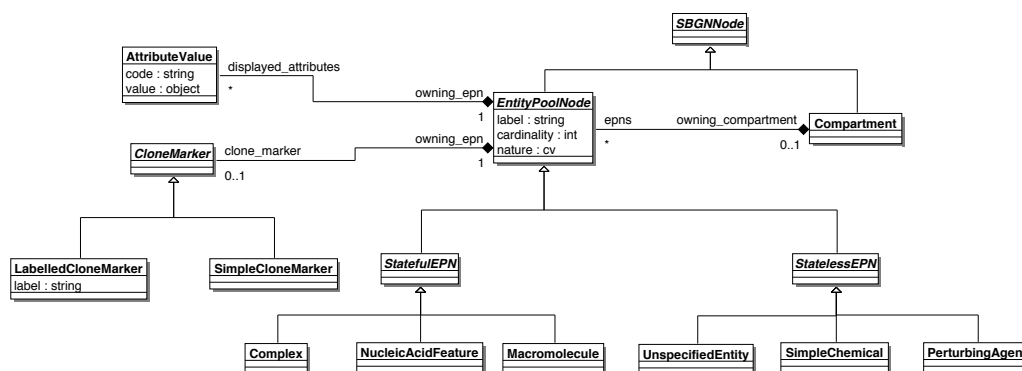 SBGNNode
AttributeValue
code : string
value : object
displayed_attributes
*
owning_epn
1
EntityPoolNode
label : string
cardinality : int
nature : cv
epns
*
owning_compartment
0..1
Compartment
CloneMarker
clone_marker
0..1
owning_epn
1
LabelledCloneMarker
label : string
SimpleCloneMarker
StatefulEPN
StatelessEPN
Complex
NucleicAcidFeature
Macromolecule
UnspecifiedEntity
SimpleChemical
PerturbingAgen